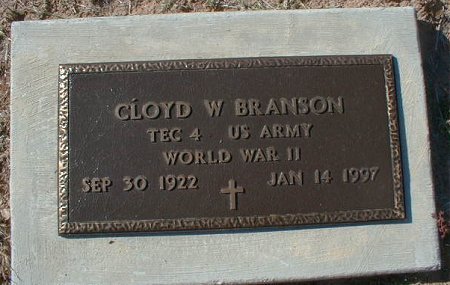 CLOYD W BRANSON
TEC 4 US ARMY
WORLD WAR II
SEP 30 1922 JAN 14 1997